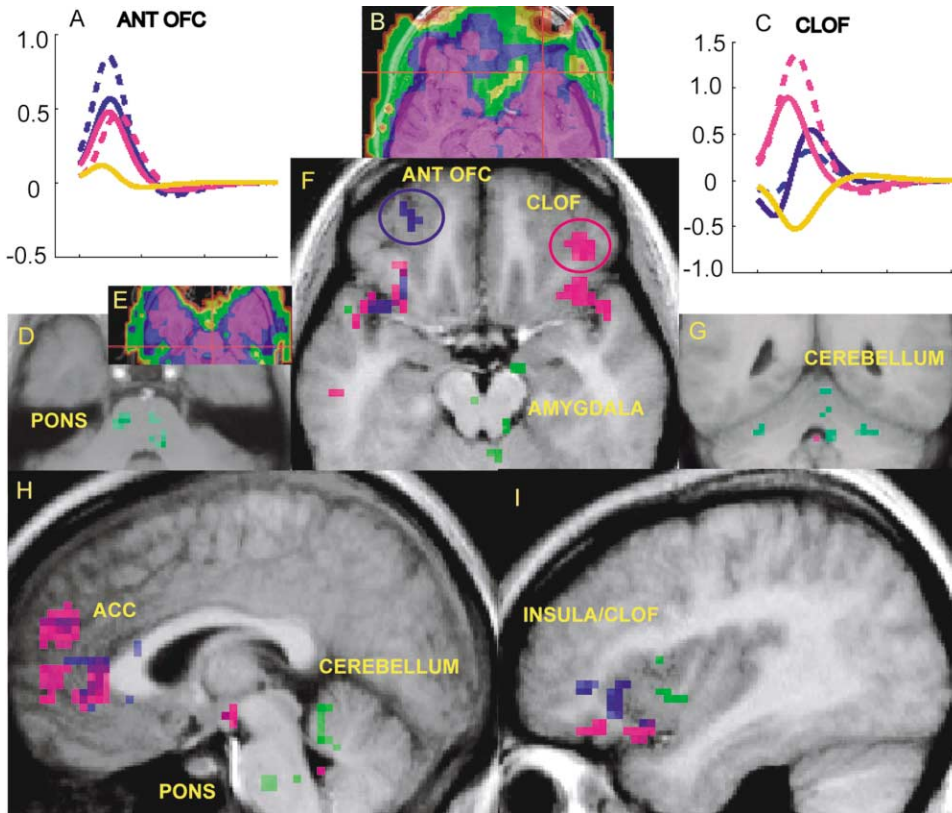 A
ANT OFC
1.0
0.5
0
-0.5
B
C
CLOF
1.5
1.0
0.5
0
-0.5
-1.0
D
PONS
E
F
ANT OFC
CLOF
AMYGDALA
G
CEREBELLUM
H
ACC
CEREBELLUM
PONS
I
INSULA/CLOF